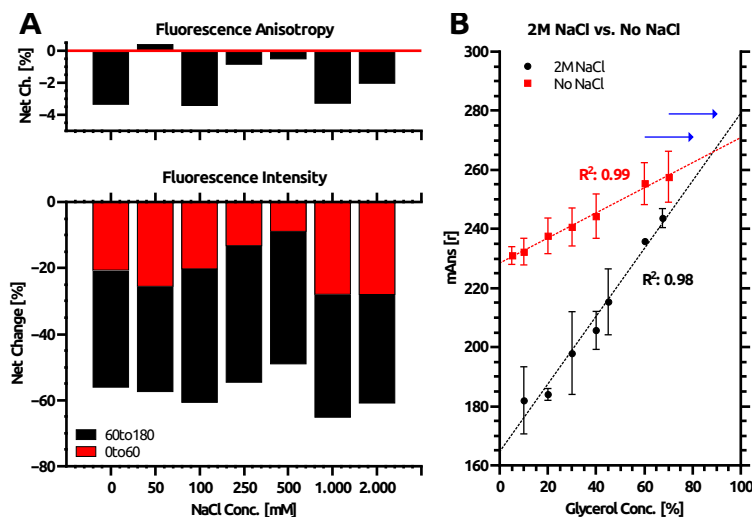 A
Fluorescence Anisotropy
Net Ch. [%]
0
−2
−4
Fluorescence Intensity
Net Change [%]
0
−20
−40
−60
−80
60to180
0to60
0 50 100 250 500 1.000 2.000
NaCl Conc. [mM]
B
2M NaCl vs. No NaCl
mAns [r]
300
280
260
240
220
200
180
160
2M NaCl
No NaCl
R²: 0.99
R²: 0.98
0 20 40 60 80 100
Glycerol Conc. [%]